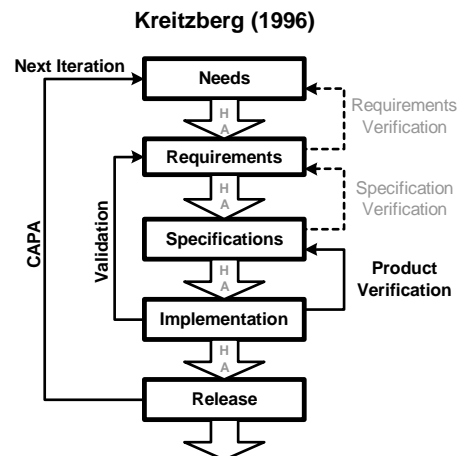 Kreitzberg (1996)
Next Iteration
Needs
H
A
Requirements
Verification
Requirements
H
A
Specification
Verification
CAPA
Validation
Specifications
H
A
Product
Verification
Implementation
H
A
Release